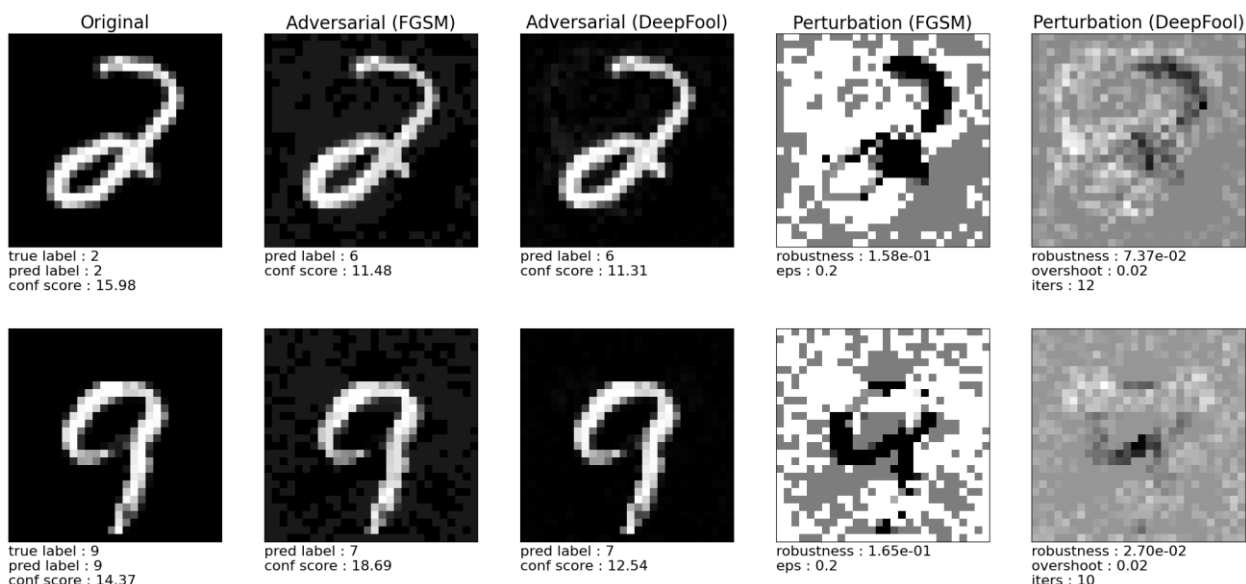 Original
Adversarial (FGSM)
Adversarial (DeepFool)
Perturbation (FGSM)
Perturbation (DeepFool)
2
true label : 2
pred label : 2
conf score : 15.98
pred label : 6
conf score : 11.48
pred label : 6
conf score : 11.31
robustness : 1.58e-01
eps : 0.2
robustness : 7.37e-02
overshoot : 0.02
iters : 12
9
true label : 9
pred label : 9
conf score : 14.37
pred label : 7
conf score : 18.69
pred label : 7
conf score : 12.54
robustness : 1.65e-01
eps : 0.2
robustness : 2.70e-02
overshoot : 0.02
iters : 10